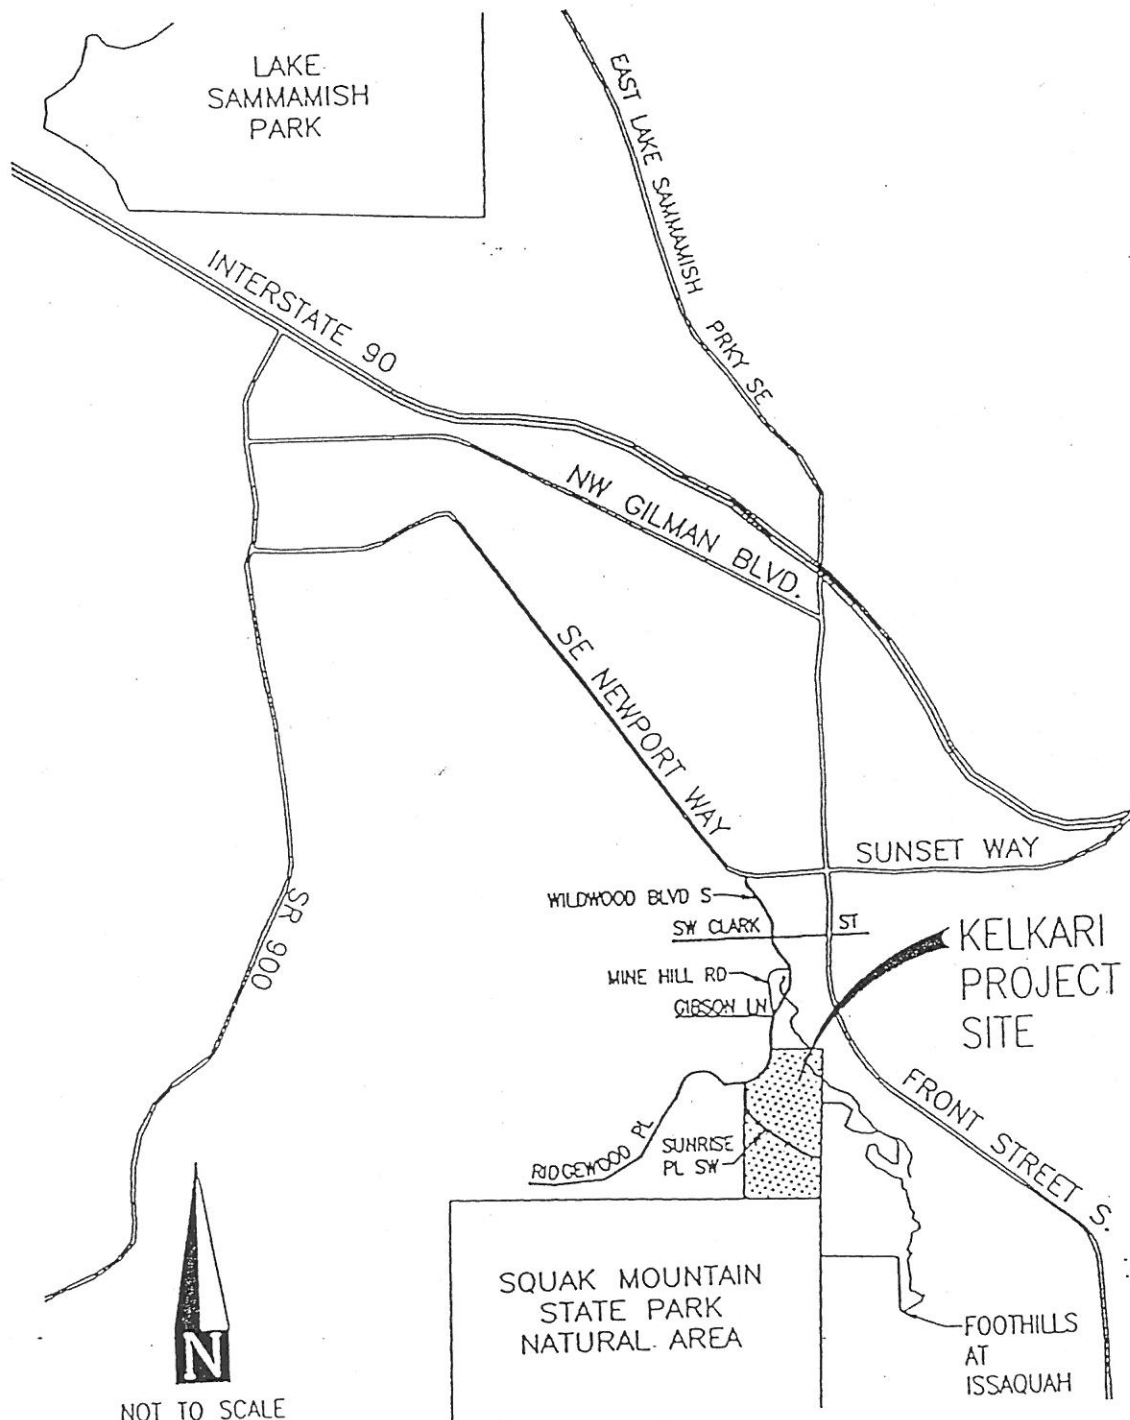 LAKE
SAMMAMISH
PARK
EAST LAKE SAMMAMISH PRKY SE
INTERSTATE 90
NW GILMAN BLVD.
SE NEWPORT WAY
SUNSET WAY
WILDWOOD BLVD S
SW CLARK ST
SR 900
KELKARI
PROJECT
SITE
MINE HILL RD
GIBSON LN
FRONT STREET S.
RIDGEWOOD PL
SUNRISE
PL SW
SQUAK MOUNTAIN
STATE PARK
NATURAL AREA
FOOTHILLS
AT
ISSAQUAH
N
NOT TO SCALE